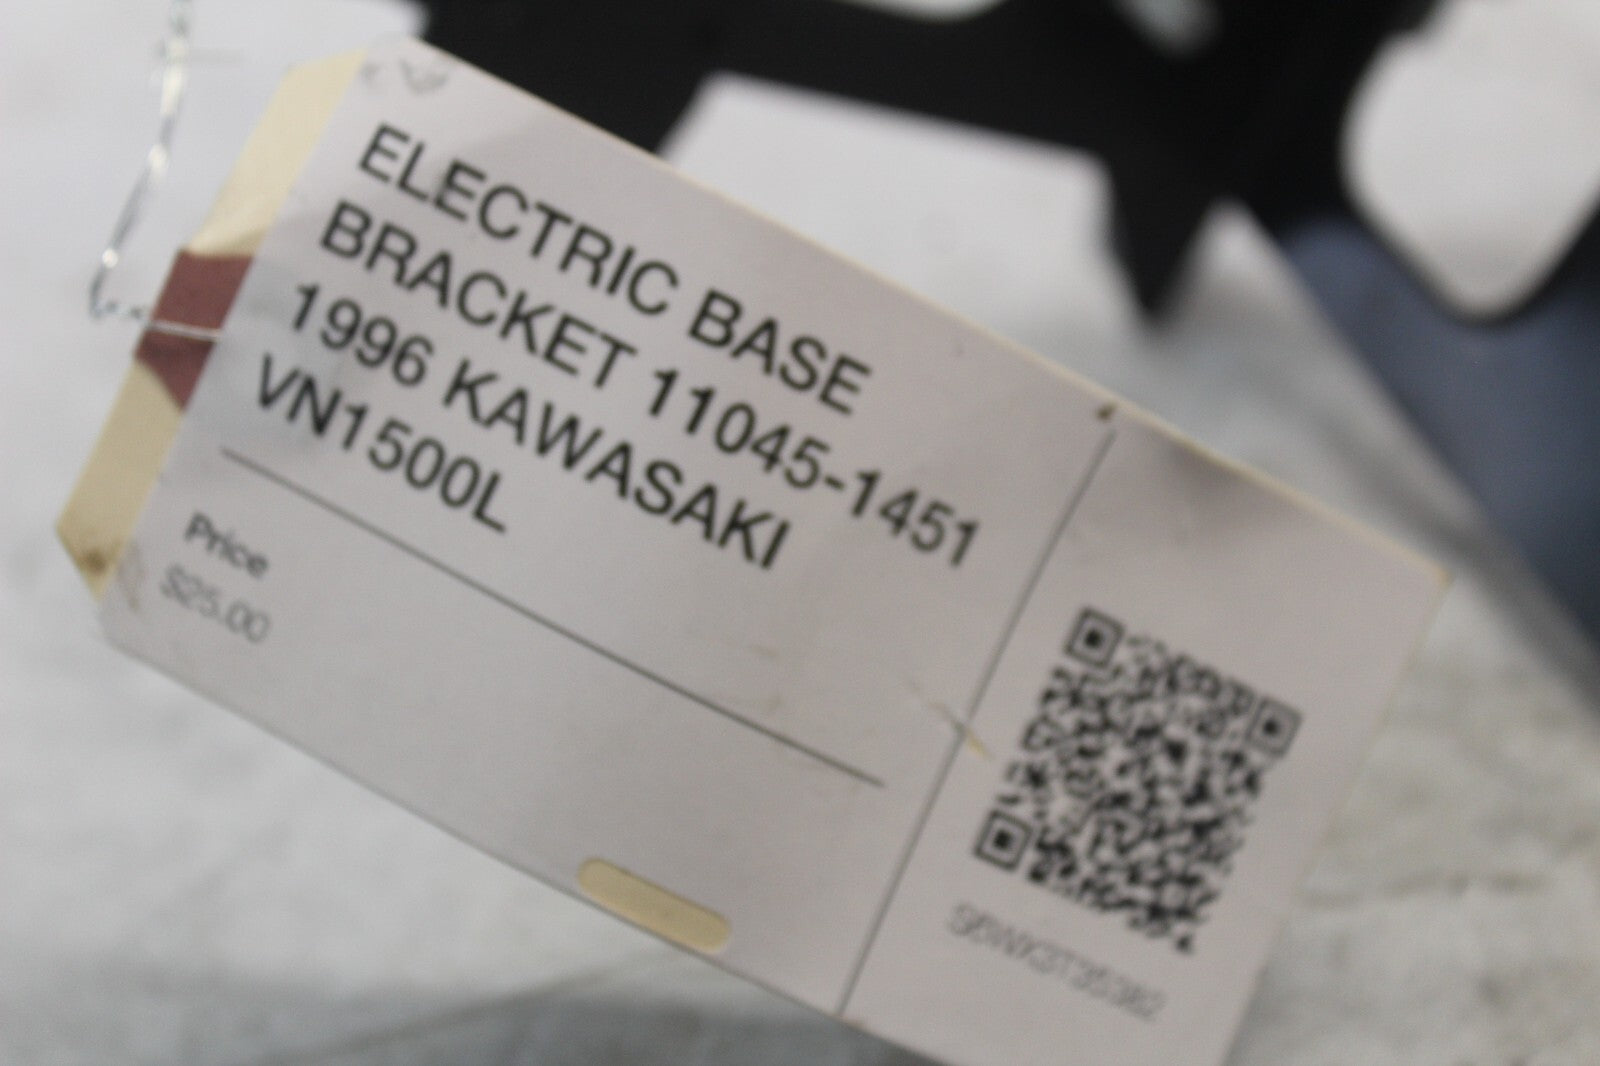 ELECTRIC BASE
BRACKET 11045-1451
1996 KAWASAKI
VN1500L
Price
$25.00